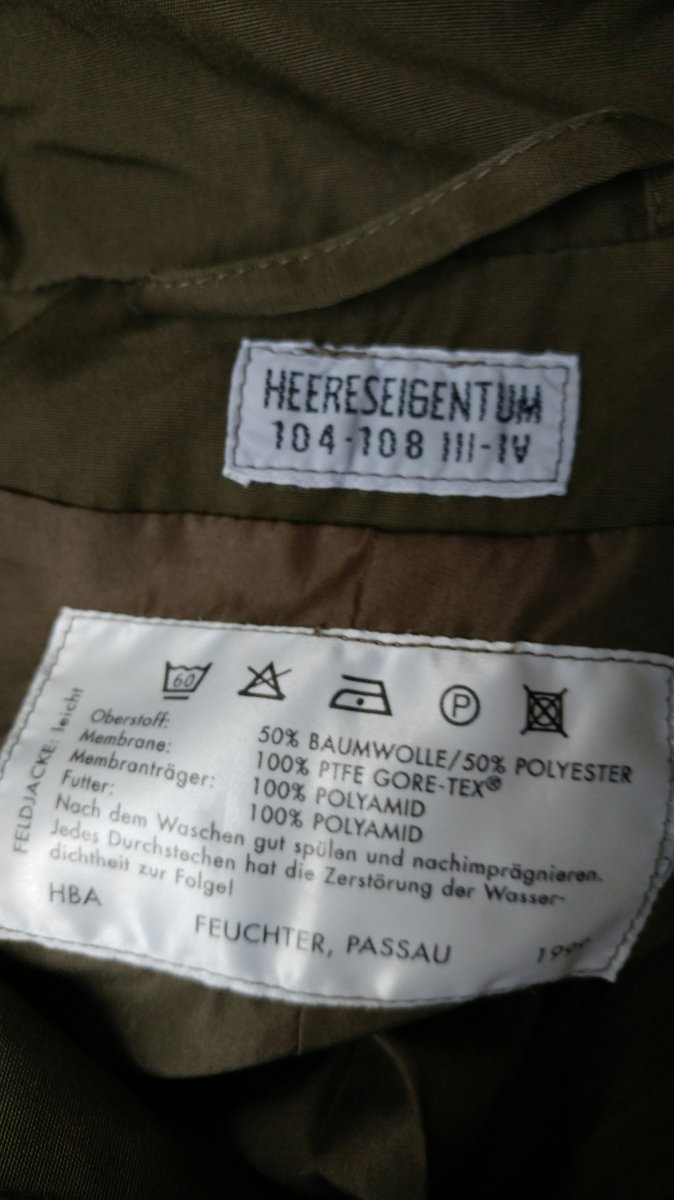 HEERESEIGENTUM
104-108 III-IV
60
P
FELDJACKE: leicht
Oberstoff: 50% BAUMWOLLE/50% POLYESTER
Membrane: 100% PTFE GORE-TEX®
Membranträger: 100% POLYAMID
Futter: 100% POLYAMID
Nach dem Waschen gut spülen und nachimprägnieren.
Jedes Durchstechen hat die Zerstörung der Wasser-
dichtheit zur Folge!
HBA
FEUCHTER, PASSAU